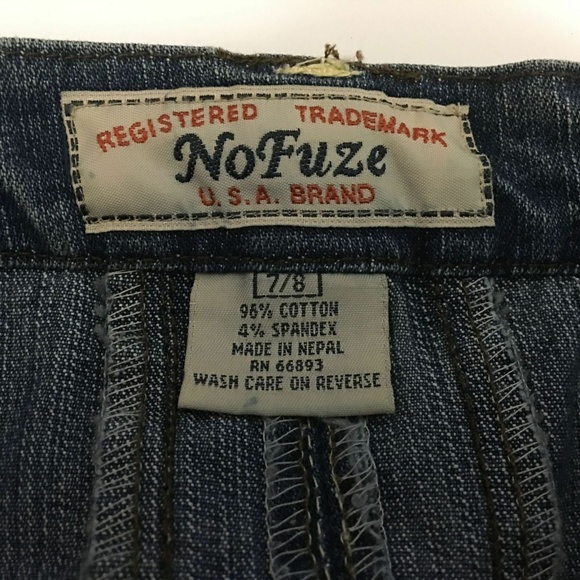 REGISTERED TRADEMARK
NoFuze
U.S.A. BRAND
7/8
96% COTTON
4% SPANDEX
MADE IN NEPAL
RN 66893
WASH CARE ON REVERSE